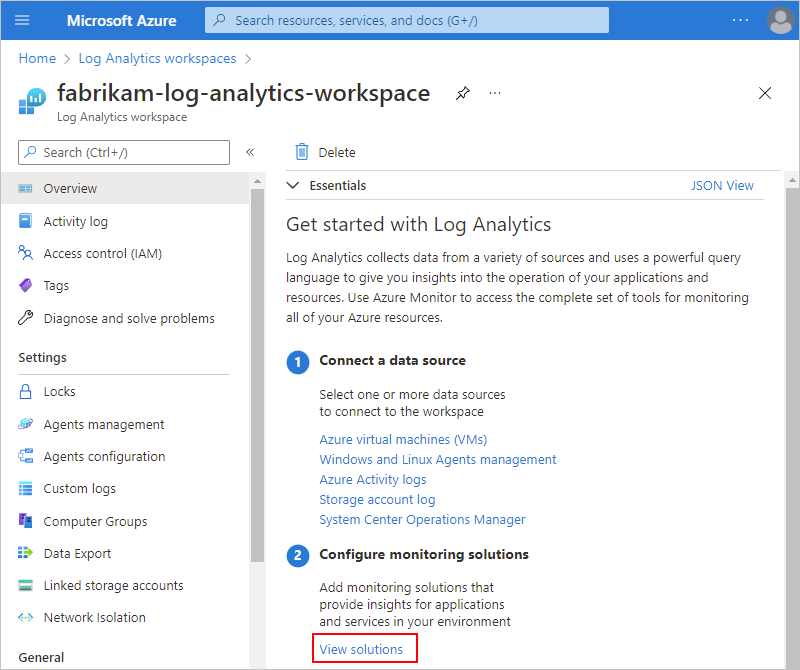 Microsoft Azure
Search resources, services, and docs (G+/)
Home > Log Analytics workspaces >
fabrikam-log-analytics-workspace
Log Analytics workspace
Search (Ctrl+/)
Overview
Activity log
Access control (IAM)
Tags
Diagnose and solve problems
Settings
Locks
Agents management
Agents configuration
Custom logs
Computer Groups
Data Export
Linked storage accounts
Network Isolation
General
Delete
Essentials
JSON View
Get started with Log Analytics
Log Analytics collects data from a variety of sources and uses a powerful query
language to give you insights into the operation of your applications and
resources. Use Azure Monitor to access the complete set of tools for monitoring
all of your Azure resources.
1 Connect a data source
Select one or more data sources
to connect to the workspace
Azure virtual machines (VMs)
Windows and Linux Agents management
Azure Activity logs
Storage account log
System Center Operations Manager
2 Configure monitoring solutions
Add monitoring solutions that
provide insights for applications
and services in your environment
View solutions